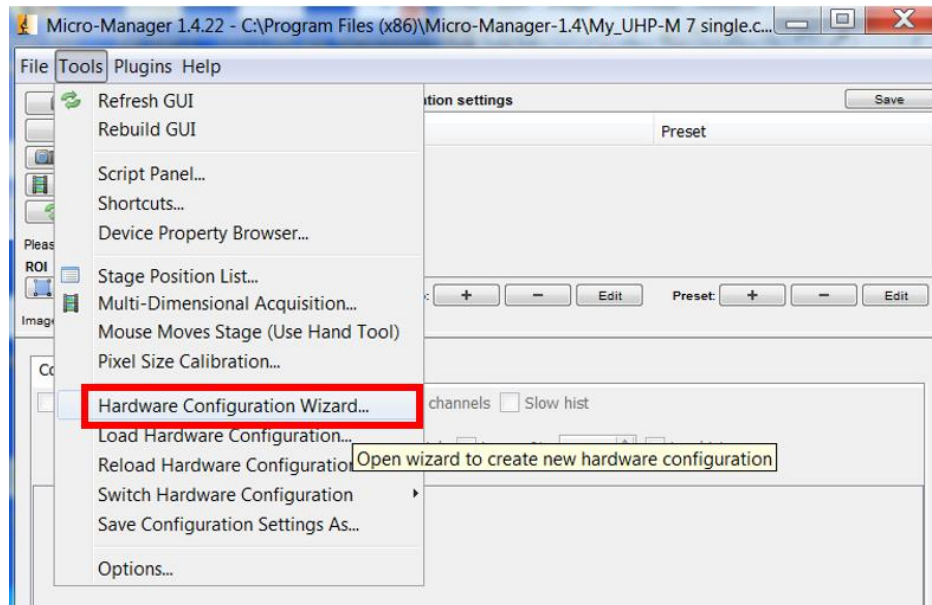 Micro-Manager 1.4.22 - C:\Program Files (x86)\Micro-Manager-1.4\My_UHP-M 7 single.c...
File Tools Plugins Help
Refresh GUI
Rebuild GUI
Script Panel...
Shortcuts...
Device Property Browser...
Stage Position List...
Multi-Dimensional Acquisition...
Mouse Moves Stage (Use Hand Tool)
Pixel Size Calibration...
Hardware Configuration Wizard...
Load Hardware Configuration...
Reload Hardware Configuration
Switch Hardware Configuration
Save Configuration Settings As...
Options...
settings
Save
Preset
ROI
+ - Edit Preset: + - Edit
channels Slow hist
Open wizard to create new hardware configuration